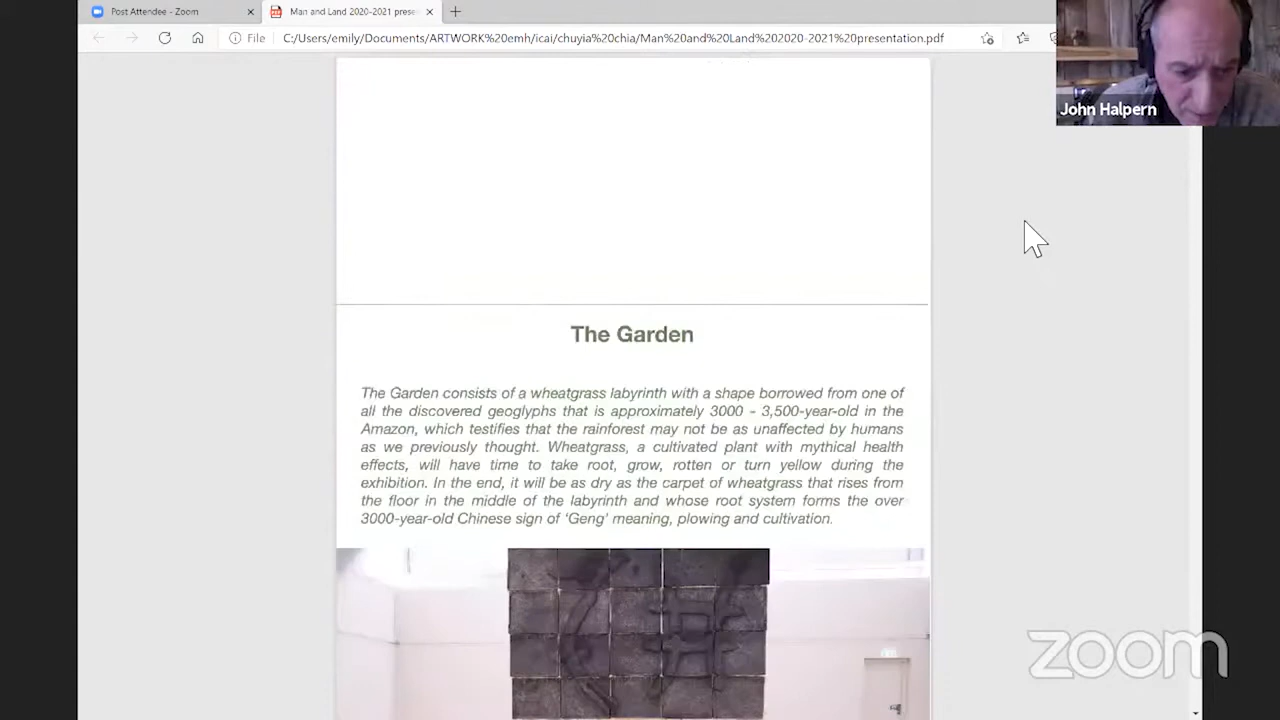 Post Attendee - Zoom
Man and Land 2020-2021 prese
File
C:/Users/emily/Documents/ARTWORK%20emh/icai/chuyia%20chia/Man%20and%20Land%202020-2021%20presentation.pdf
John Halpern
The Garden
The Garden consists of a wheatgrass labyrinth with a shape borrowed from one of
all the discovered geoglyphs that is approximately 3000 - 3,500-year-old in the
Amazon, which testifies that the rainforest may not be as unaffected by humans
as we previously thought. Wheatgrass, a cultivated plant with mythical health
effects, will have time to take root, grow, rotten or turn yellow during the
exhibition. In the end, it will be as dry as the carpet of wheatgrass that rises from
the floor in the middle of the labyrinth and whose root system forms the over
3000-year-old Chinese sign of ‘Geng’ meaning, plowing and cultivation.
zoom